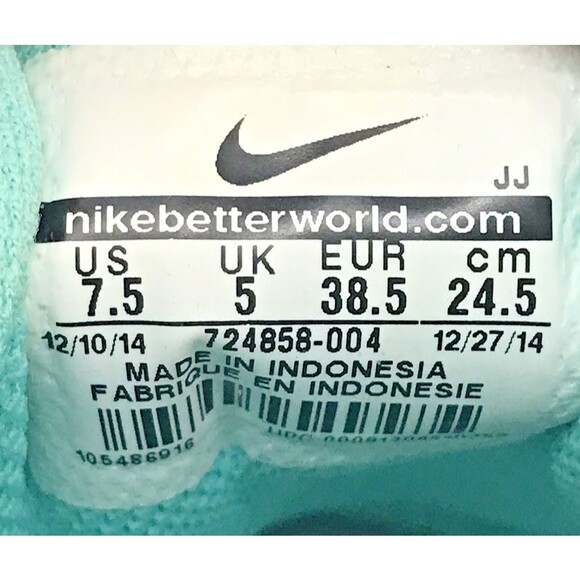 JJ
nikebetterworld.com
US UK EUR cm
7.5 5 38.5 24.5
12/10/14 724858-004 12/27/14
MADE IN INDONESIA
FABRIQUE EN INDONESIE
105486916